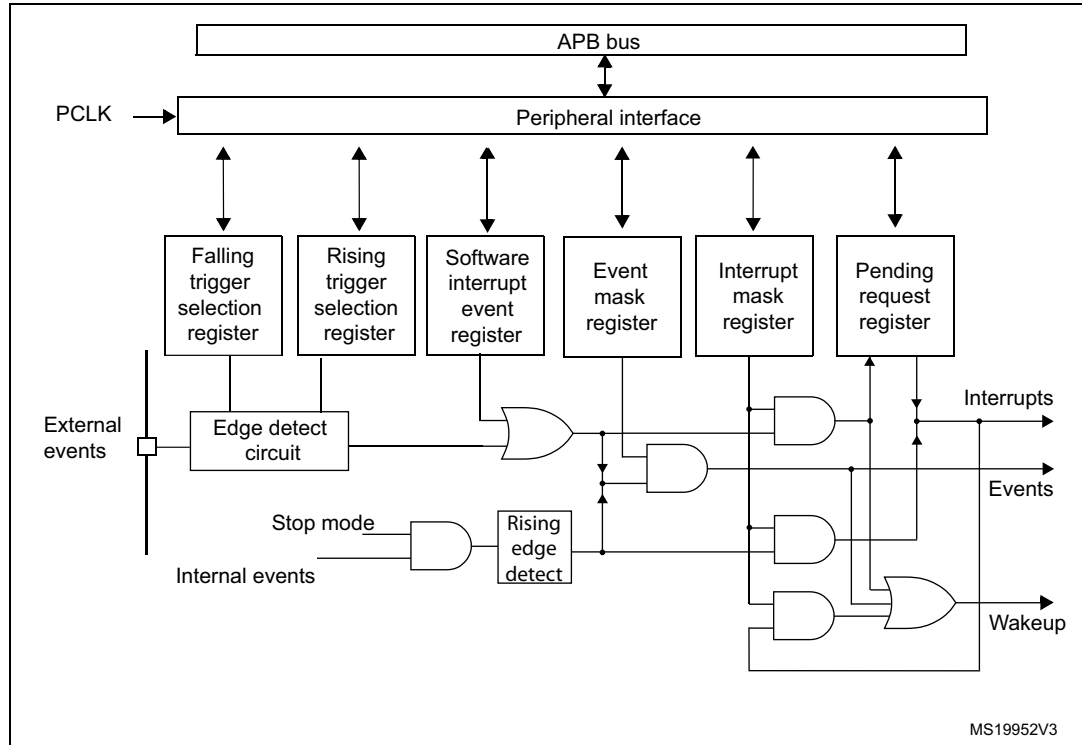 APB bus
PCLK
Peripheral interface
Falling
trigger
selection
register
Rising
trigger
selection
register
Software
interrupt
event
register
Event
mask
register
Interrupt
mask
register
Pending
request
register
External
events
Edge detect
circuit
Interrupts
Events
Stop mode
Internal events
Rising
edge
detect
Wakeup
MS19952V3